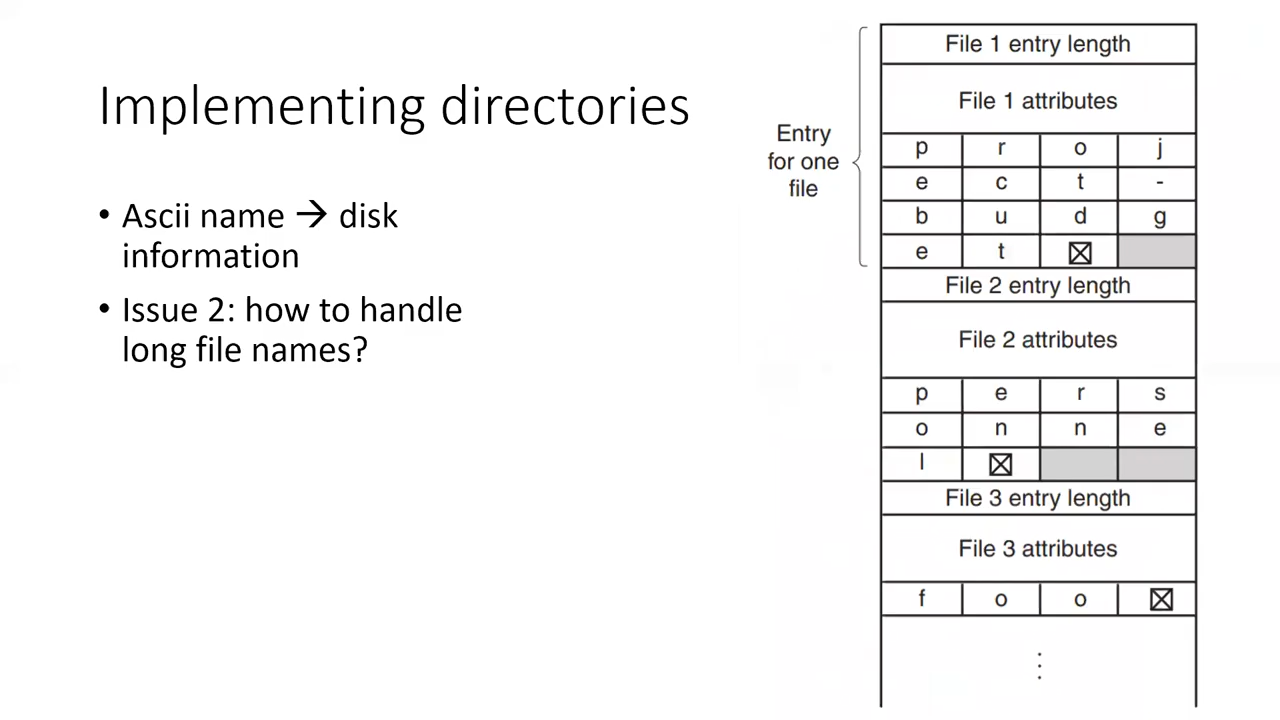 Implementing directories
• Ascii name → disk
information
• Issue 2: how to handle
long file names?
Entry
for one
file
File 1 entry length
File 1 attributes
p r o j
e c t -
b u d g
e t ☒
File 2 entry length
File 2 attributes
p e r s
o n n e
l ☒
File 3 entry length
File 3 attributes
f o o ☒
⋮